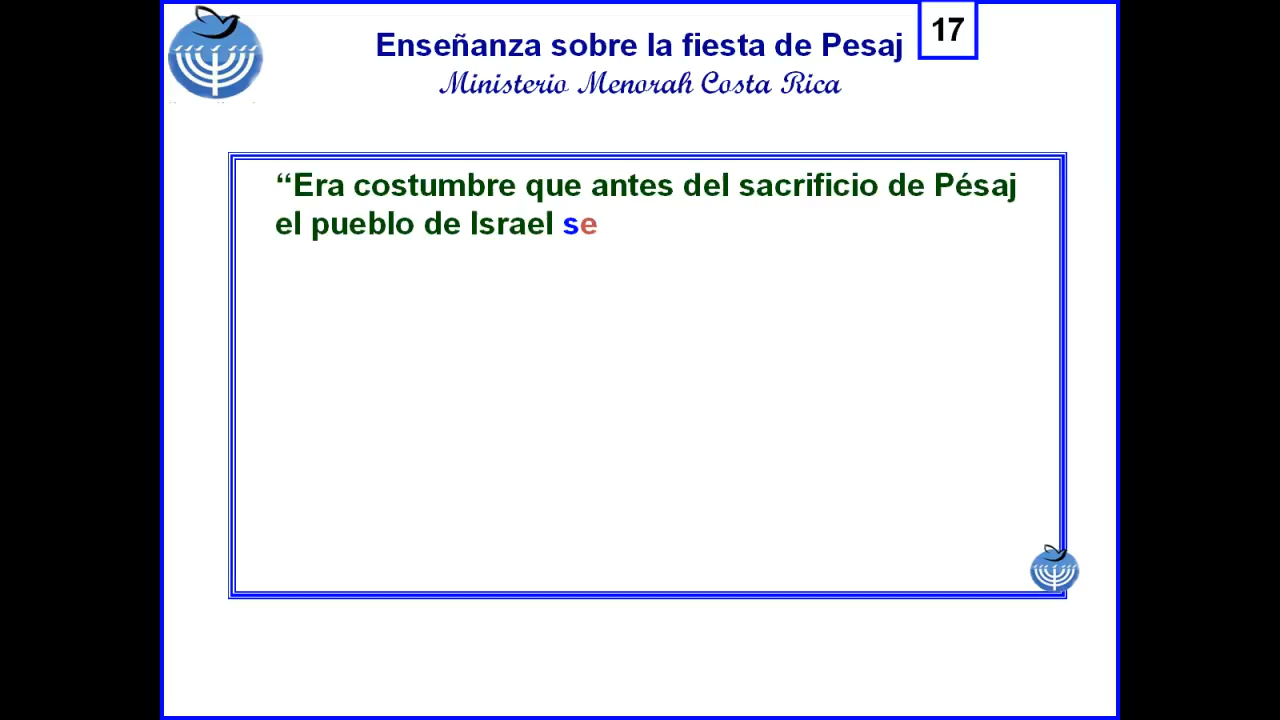 17
Enseñanza sobre la fiesta de Pesaj
Ministerio Menorah Costa Rica
“Era costumbre que antes del sacrificio de Pésaj
el pueblo de Israel se